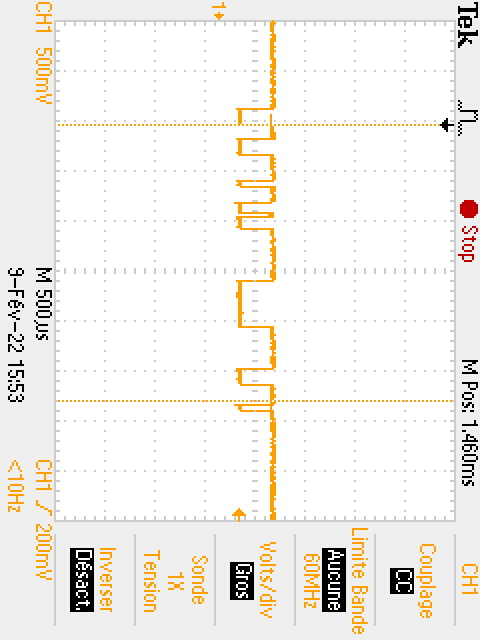 Tek Stop M Pos: 1.460ms
CH1
Couplage
CC
Limite Bande
Aucune
60MHz
Volts/div
Gros
Sonde
1X
Tension
Inverser
Désact.
1
CH1 500mV M 500µs CH1 / 200mV
9-Fév-22 15:53 <10Hz